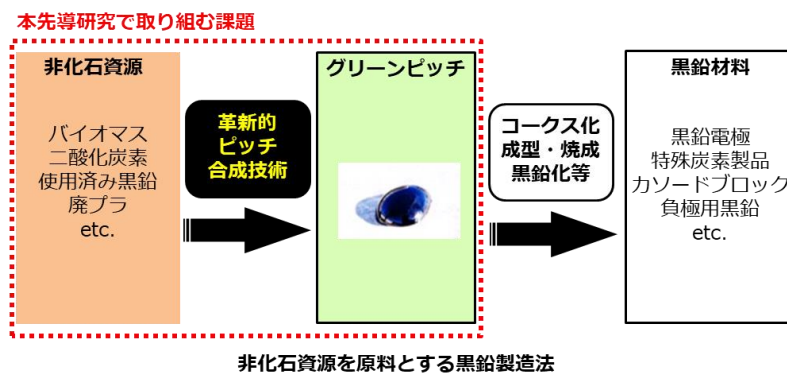 本先導研究で取り組む課題
非化石資源
バイオマス
二酸化炭素
使用済み黒鉛
廃プラ
etc.
革新的
ピッチ
合成技術
グリーンピッチ
コークス化
成型・焼成
黒鉛化等
黒鉛材料
黒鉛電極
特殊炭素製品
カソードブロック
負極用黒鉛
etc.
非化石資源を原料とする黒鉛製造法